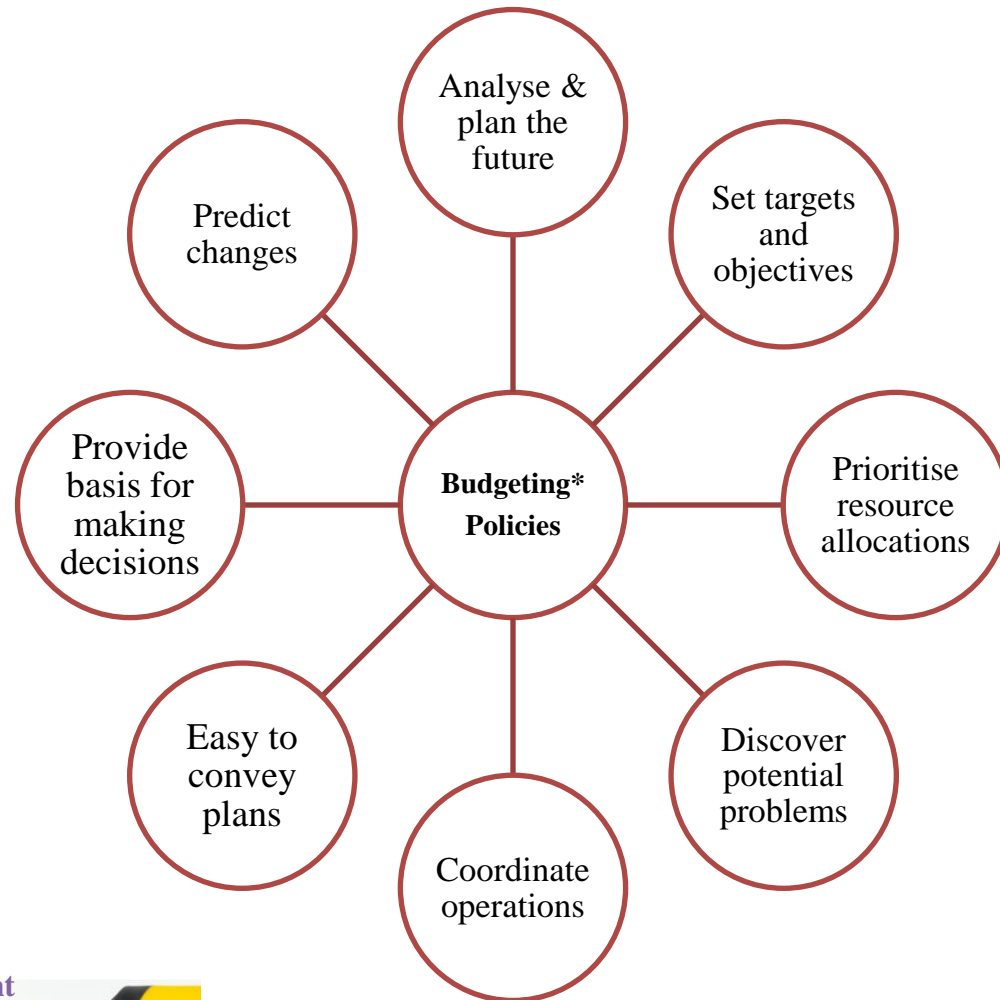 Analyse &
plan the
future
Set targets
and
objectives
Prioritise
resource
allocations
Discover
potential
problems
Coordinate
operations
Easy to
convey
plans
Provide
basis for
making
decisions
Predict
changes
Budgeting*
Policies